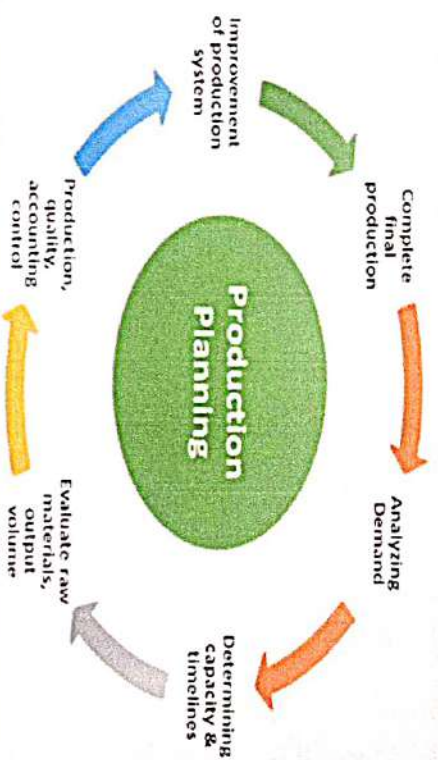 Production
Planning
Complete
final
production
Analyzing
Demand
Determining
capacity &
timelines
Evaluate raw
materials,
output
volume
Production,
quality,
accounting
control
Improvement
of production
system